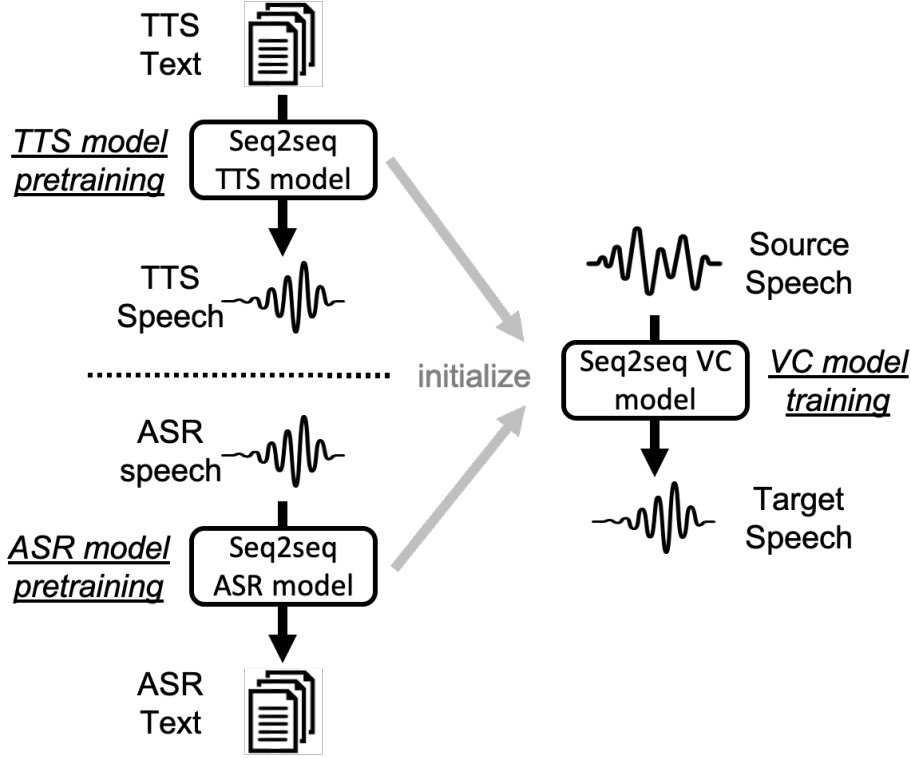 TTS
Text
TTS model
pretraining
Seq2seq
TTS model
TTS
Speech
ASR
speech
ASR model
pretraining
Seq2seq
ASR model
ASR
Text
initialize
Source
Speech
Seq2seq VC
model
VC model
training
Target
Speech